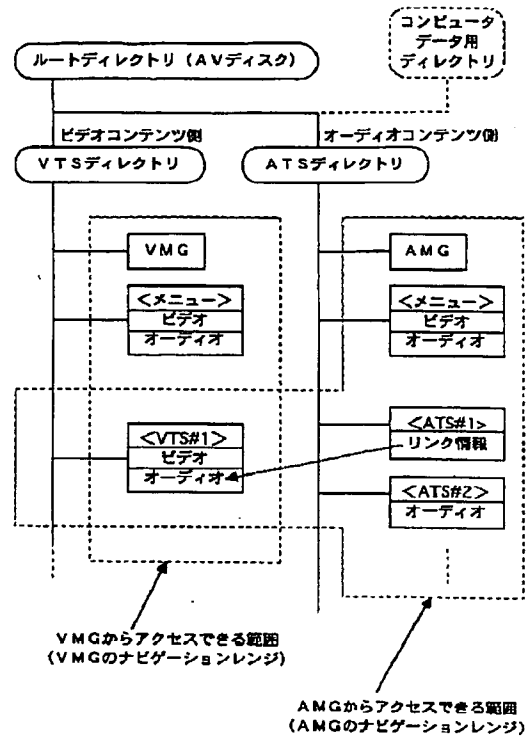 コンピュータ
データ用
ディレクトリ
ルートディレクトリ（AVディスク）
ビデオコンテンツ側
オーディオコンテンツ側
VTSディレクトリ
ATSディレクトリ
VMG
AMG
＜メニュー＞
ビデオ
オーディオ
＜メニュー＞
ビデオ
オーディオ
＜VTS#1＞
ビデオ
オーディオ
＜ATS#1＞
リンク情報
＜ATS#2＞
オーディオ
VMGからアクセスできる範囲
（VMGのナビゲーションレンジ）
AMGからアクセスできる範囲
（AMGのナビゲーションレンジ）